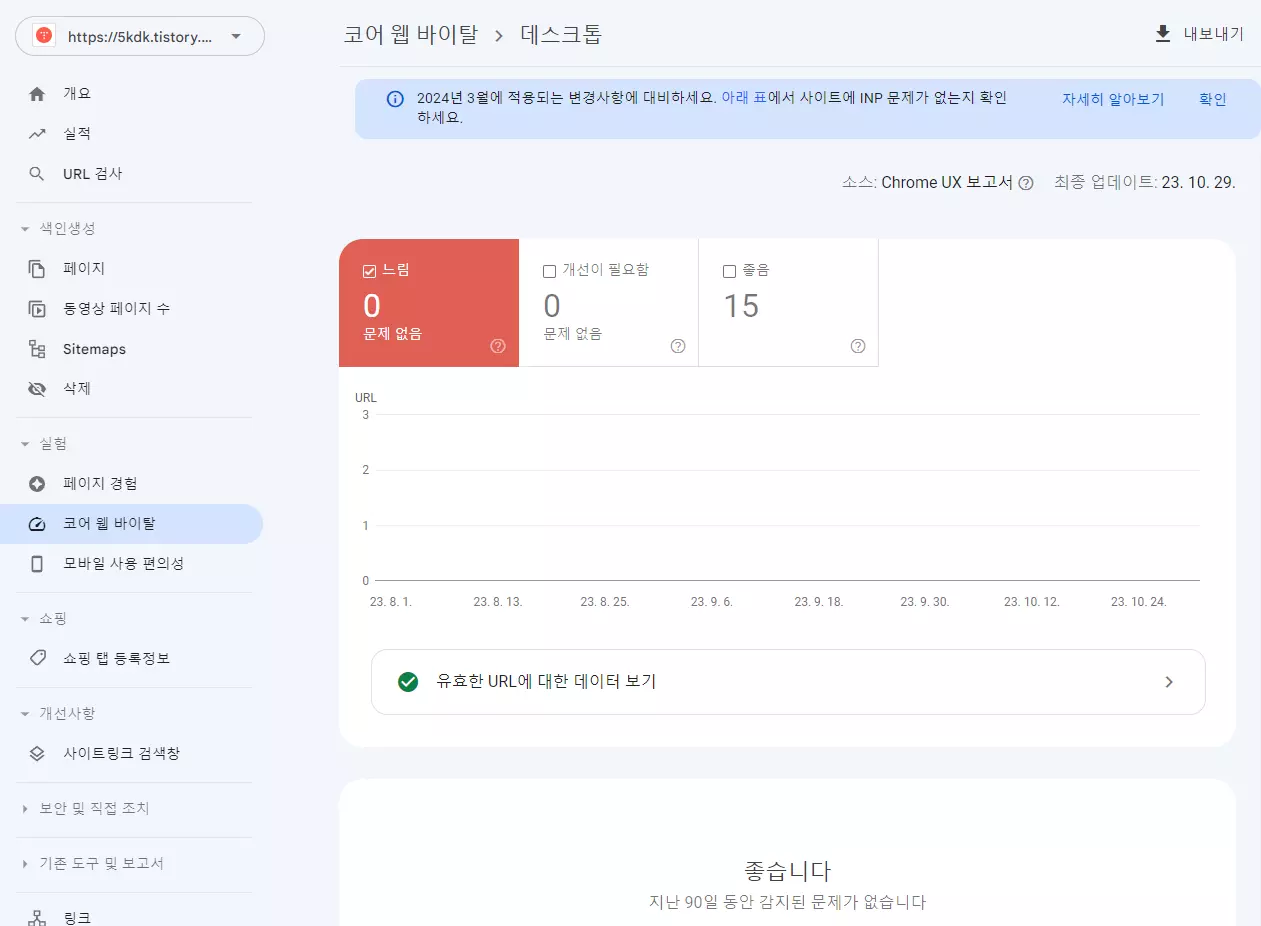 https://5kdk.tistory....
개요
실적
URL 검사
색인생성
페이지
동영상 페이지 수
Sitemaps
삭제
실험
페이지 경험
코어 웹 바이탈
모바일 사용 편의성
쇼핑
쇼핑 탭 등록정보
개선사항
사이트링크 검색창
보안 및 직접 조치
기존 도구 및 보고서
링크
코어 웹 바이탈 > 데스크톱
내보내기
2024년 3월에 적용되는 변경사항에 대비하세요. 아래 표에서 사이트에 INP 문제가 없는지 확인
하세요.
자세히 알아보기 확인
소스: Chrome UX 보고서 최종 업데이트: 23. 10. 29.
느림
0
문제 없음
개선이 필요함
0
문제 없음
좋음
15
URL
3
2
1
0
23. 8. 1. 23. 8. 13. 23. 8. 25. 23. 9. 6. 23. 9. 18. 23. 9. 30. 23. 10. 12. 23. 10. 24.
유효한 URL에 대한 데이터 보기
좋습니다
지난 90일 동안 감지된 문제가 없습니다